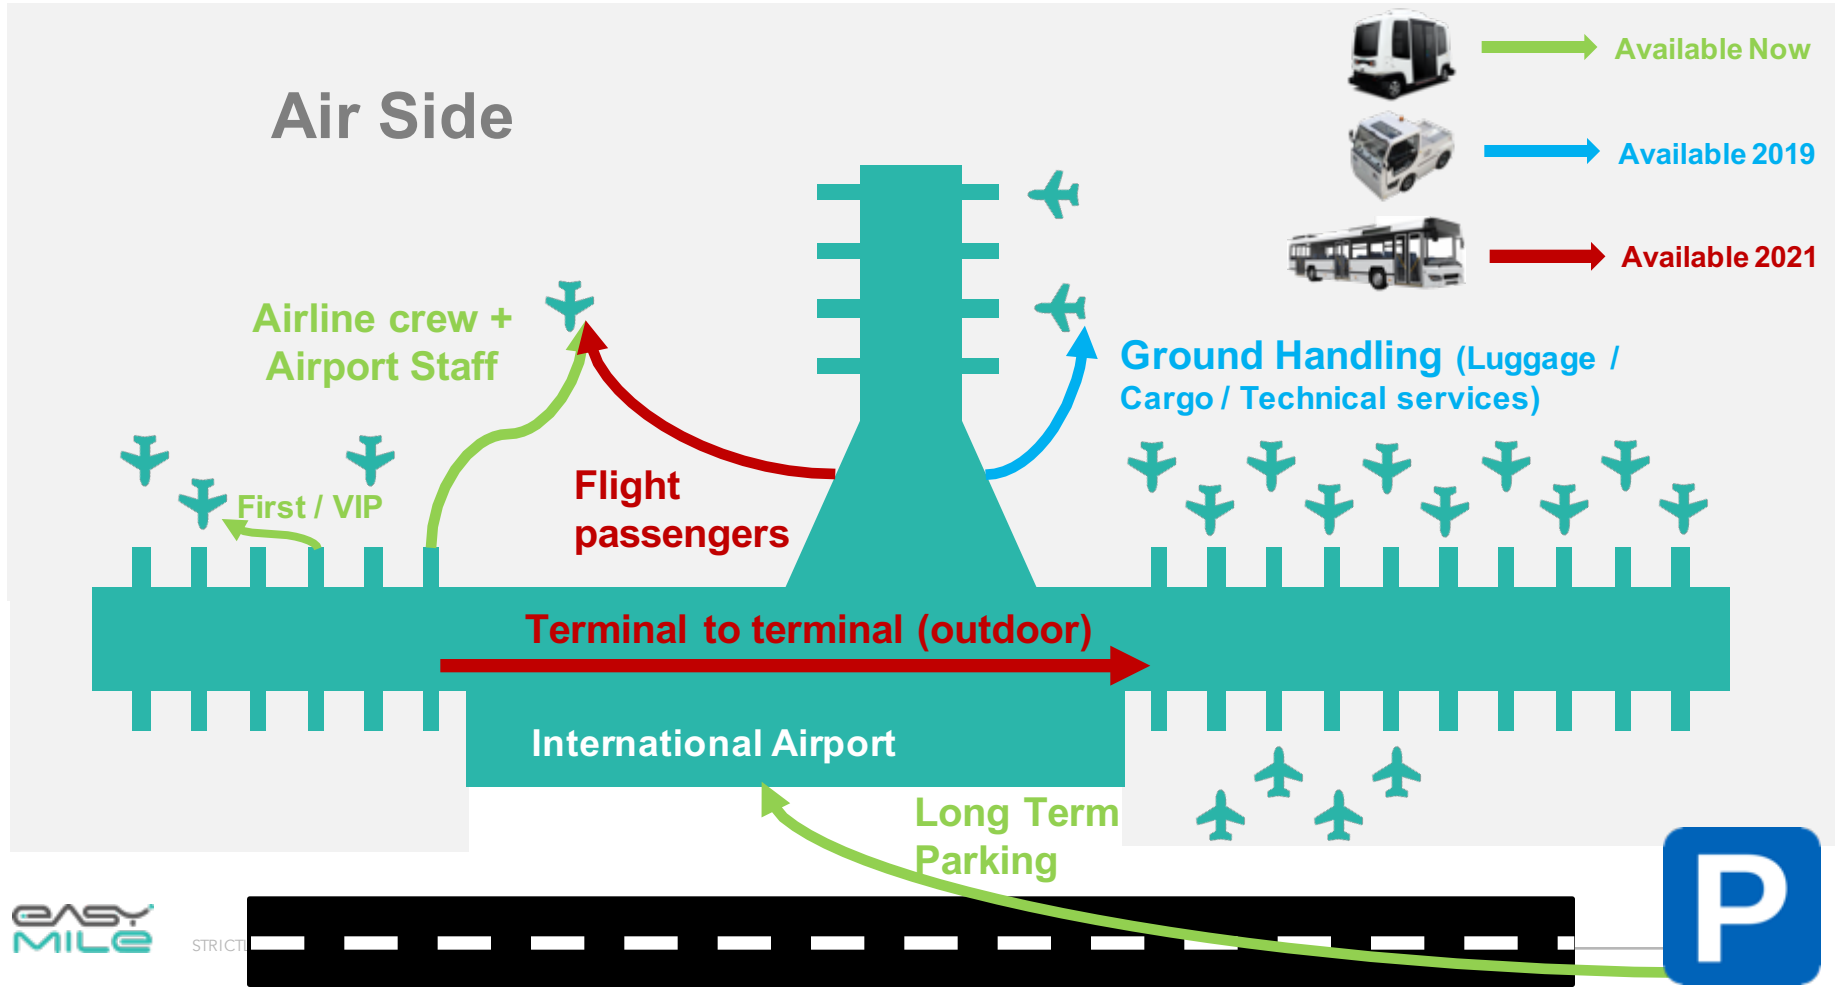 Available Now
Air Side
Available 2019
Available 2021
Airline crew +
Airport Staff
Ground Handling (Luggage /
Cargo / Technical services)
First / VIP
Flight
passengers
Terminal to terminal (outdoor)
International Airport
Long Term
Parking
P
EASY
MILE